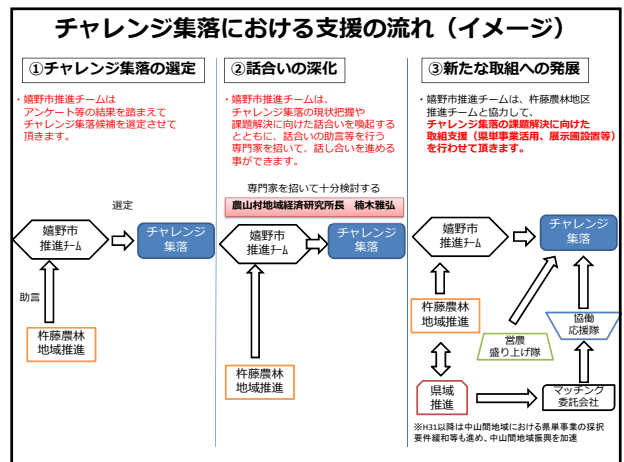 チャレンジ集落における支援の流れ（イメージ）
①チャレンジ集落の選定
・嬉野市推進チームは
アンケート等の結果を踏まえて
チャレンジ集落候補を選定させて
頂きます。
選定
嬉野市
推進ﾁｰﾑ
チャレンジ
集落
助言
杵藤農林
地域推進
②話合いの深化
・嬉野市推進チームは、
チャレンジ集落の現状把握や
課題解決に向けた話合いを喚起する
とともに、話合いの助言等を行う
専門家を招いて、話し合いを進める
事ができます。
専門家を招いて十分検討する
農山村地域経済研究所長　楠木雅弘
嬉野市
推進ﾁｰﾑ
チャレンジ
集落
杵藤農林
地域推進
③新たな取組への発展
・嬉野市推進チームは、杵藤農林地区
推進チームと協力して、
チャレンジ集落の課題解決に向けた
取組支援（県単事業活用、展示圃設置等）
を行わせて頂きます。
嬉野市
推進ﾁｰﾑ
チャレンジ
集落
杵藤農林
地域推進
営農
盛り上げ隊
協働
応援隊
県域
推進
マッチング
委託会社
※H31以降は中山間地域における県単事業の採択
要件緩和等も進め、中山間地域振興を加速